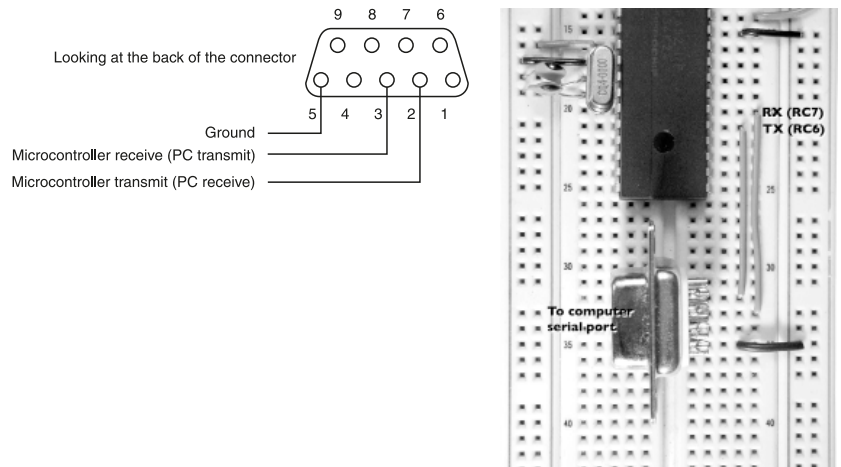 9 8 7 6
Looking at the back of the connector
5 4 3 2 1
Ground
Microcontroller receive (PC transmit)
Microcontroller transmit (PC receive)
15
20
RX (RC7)
TX (RC6)
25 25
30 30
To computer
serial port
35 35
40 40